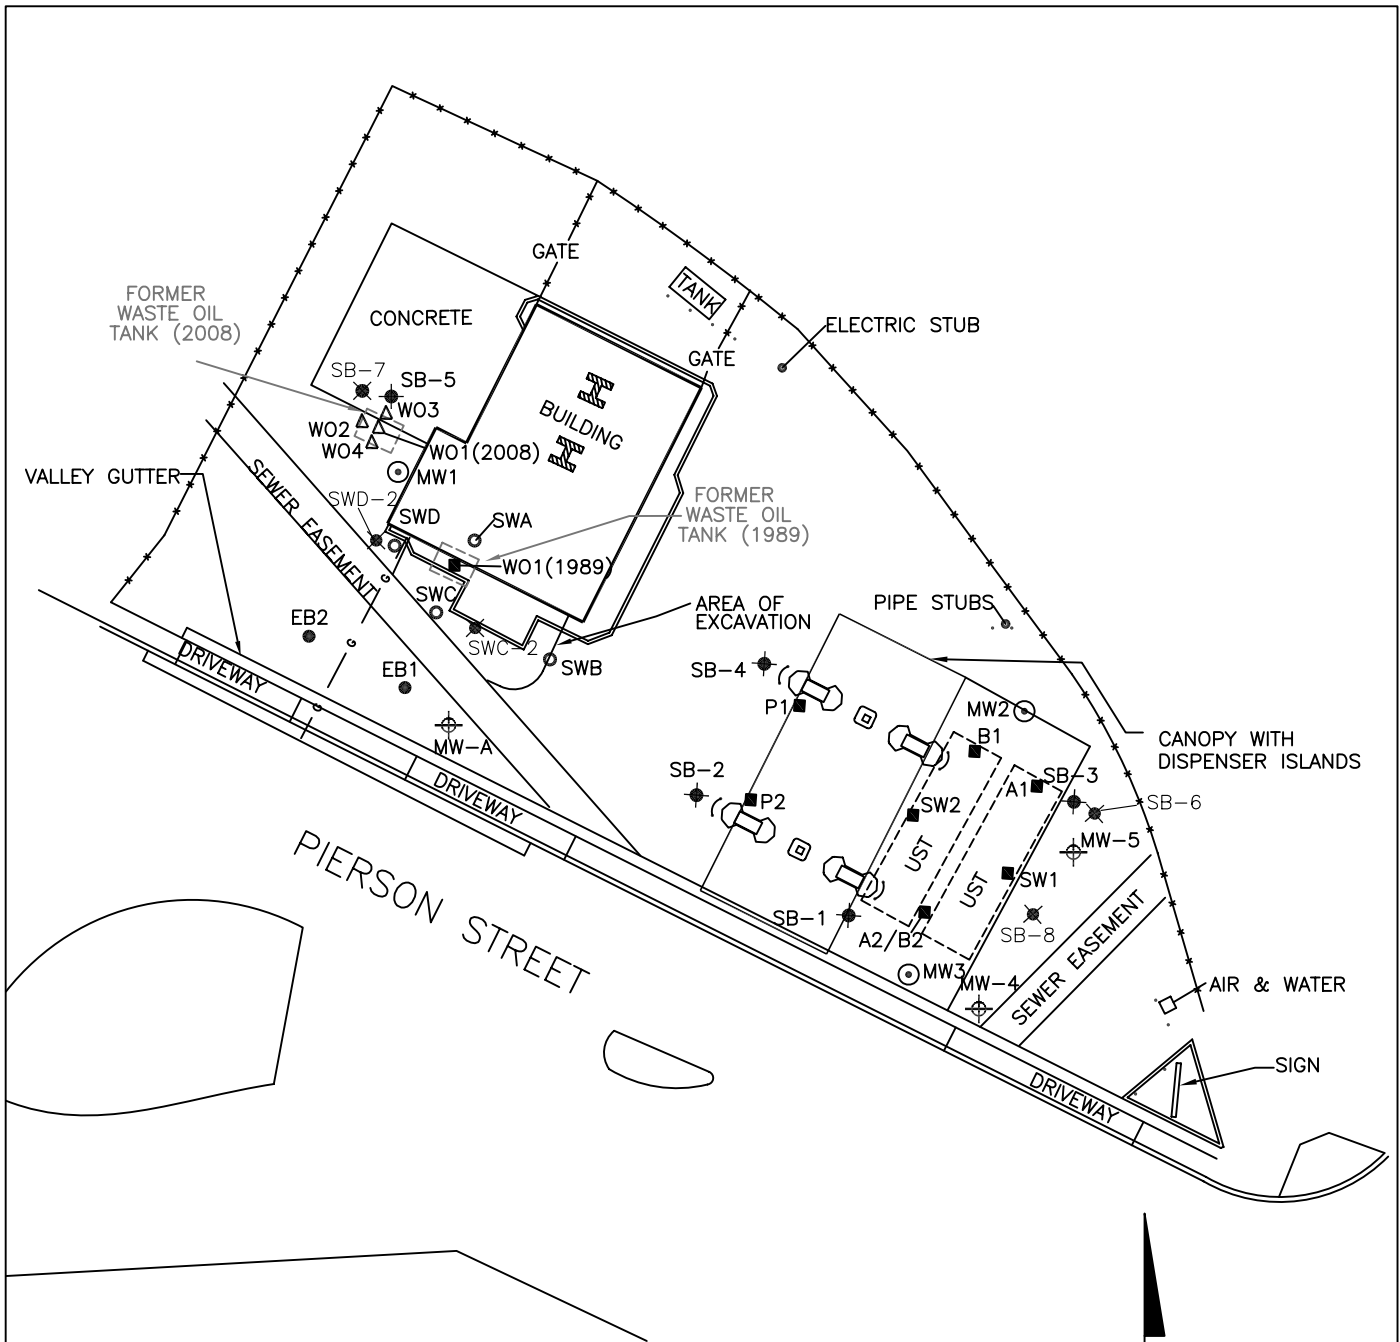 GATE
TANK
FORMER
WASTE OIL
TANK (2008)
CONCRETE
ELECTRIC STUB
GATE
SB-7
SB-5
WO3
WO2
WO4
WO1(2008)
BUILDING
MW1
VALLEY GUTTER
SEWER EASEMENT
SWD-2
SWD
SWA
FORMER
WASTE OIL
TANK (1989)
WO1(1989)
G
SWC
AREA OF
EXCAVATION
PIPE STUBS
EB2
SWC-2
SWB
SB-4
G
DRIVEWAY
EB1
P1
MW2
G
MW-A
B1
CANOPY WITH
DISPENSER ISLANDS
SB-2
P2
DRIVEWAY
A1
SB-3
SB-6
SW2
MW-5
UST
UST
SW1
PIERSON STREET
SB-1
A2/B2
SB-8
SEWER EASEMENT
MW3
MW-4
AIR & WATER
SIGN
DRIVEWAY